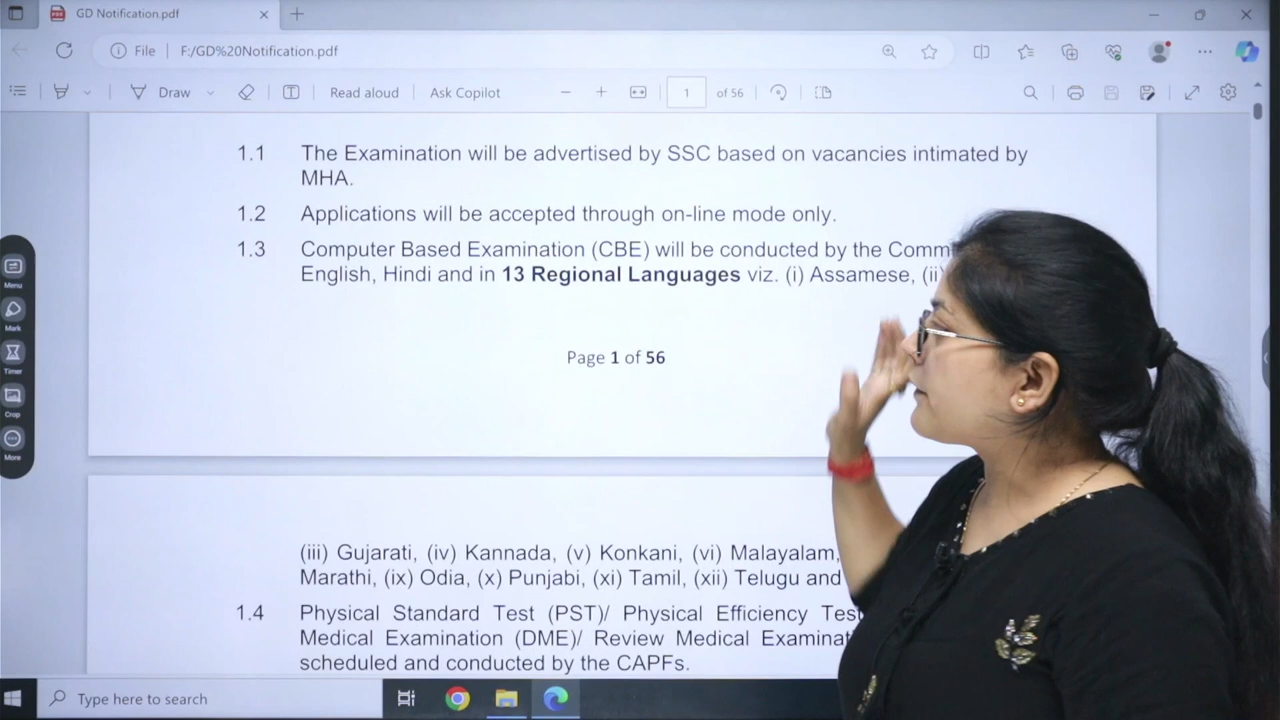 GD Notification.pdf
File F:/GD%20Notification.pdf
Draw Read aloud Ask Copilot 1 of 56
1.1 The Examination will be advertised by SSC based on vacancies intimated by
MHA.
1.2 Applications will be accepted through on-line mode only.
1.3 Computer Based Examination (CBE) will be conducted by the
English, Hindi and in 13 Regional Languages viz. (i) Assamese, (ii)
Page 1 of 56
(iii) Gujarati, (iv) Kannada, (v) Konkani, (vi) Malayalam,
Marathi, (ix) Odia, (x) Punjabi, (xi) Tamil, (xii) Telugu and
1.4 Physical Standard Test (PST)/ Physical Efficiency Test
Medical Examination (DME)/ Review Medical
scheduled and conducted by the CAPFs.
Menu
Mark
Timer
Crop
More
Type here to search